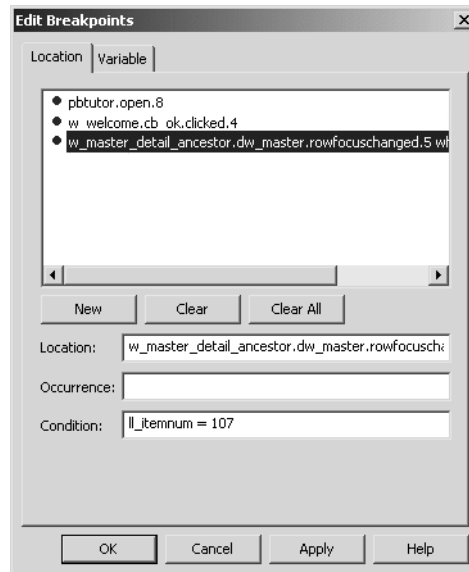 Edit Breakpoints
Location Variable
pbtutor.open.8
w_welcome.cb_ok.clicked.4
w_master_detail_ancestor.dw_master.rowfocuschanged.5 wh
New Clear Clear All
Location: w_master_detail_ancestor.dw_master.rowfocuscha
Occurrence:
Condition: ll_itemnum = 107
OK Cancel Apply Help